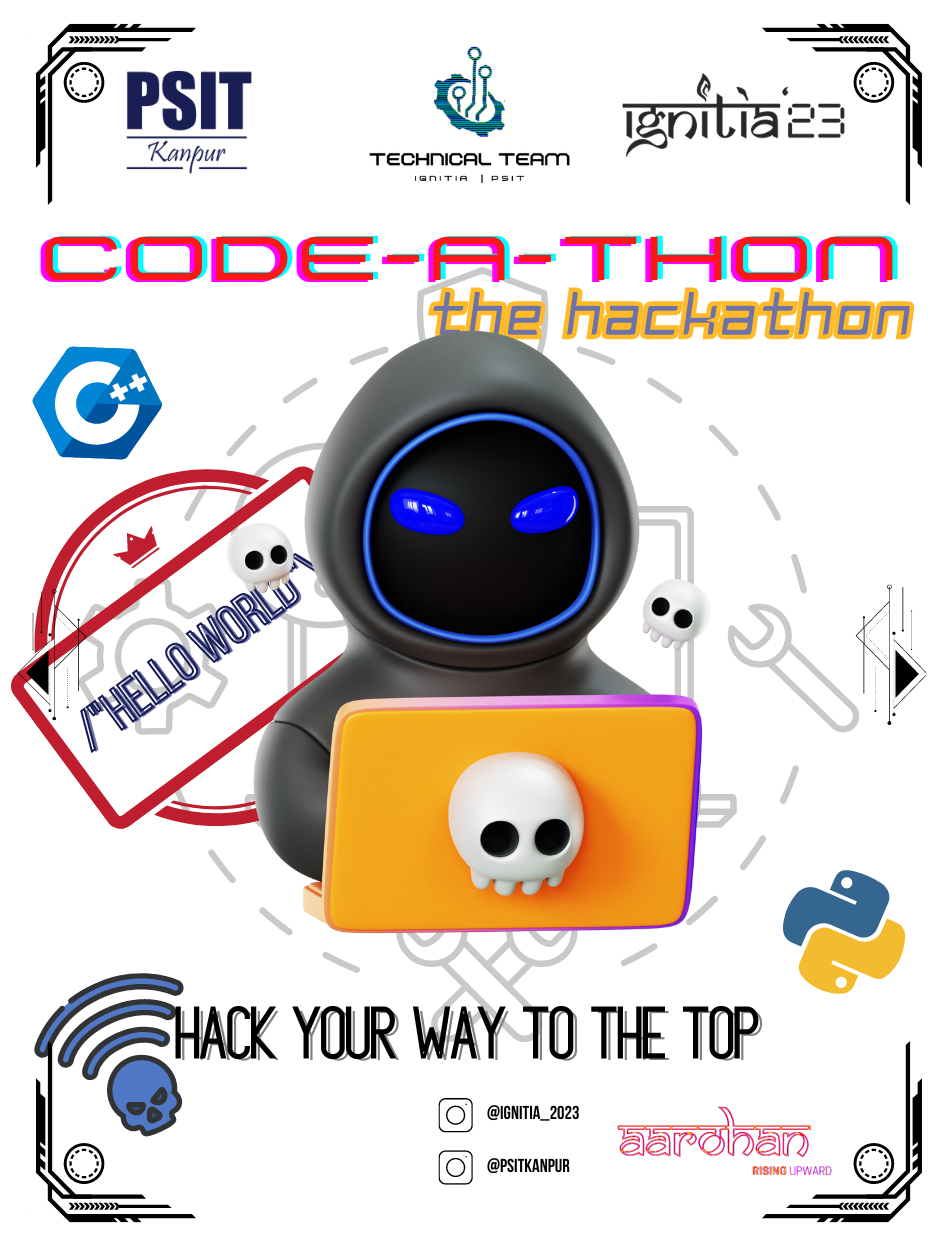 PSIT
Kanpur
TECHNICAL TEAM
IGNITIA | PSIT
ignitia'23
CODE-A-THON
the hackathon
C++
/"HELLO WORLD"\
HACK YOUR WAY TO THE TOP
@IGNITIA_2023
@PSITKANPUR
aarohan
RISING UPWARD